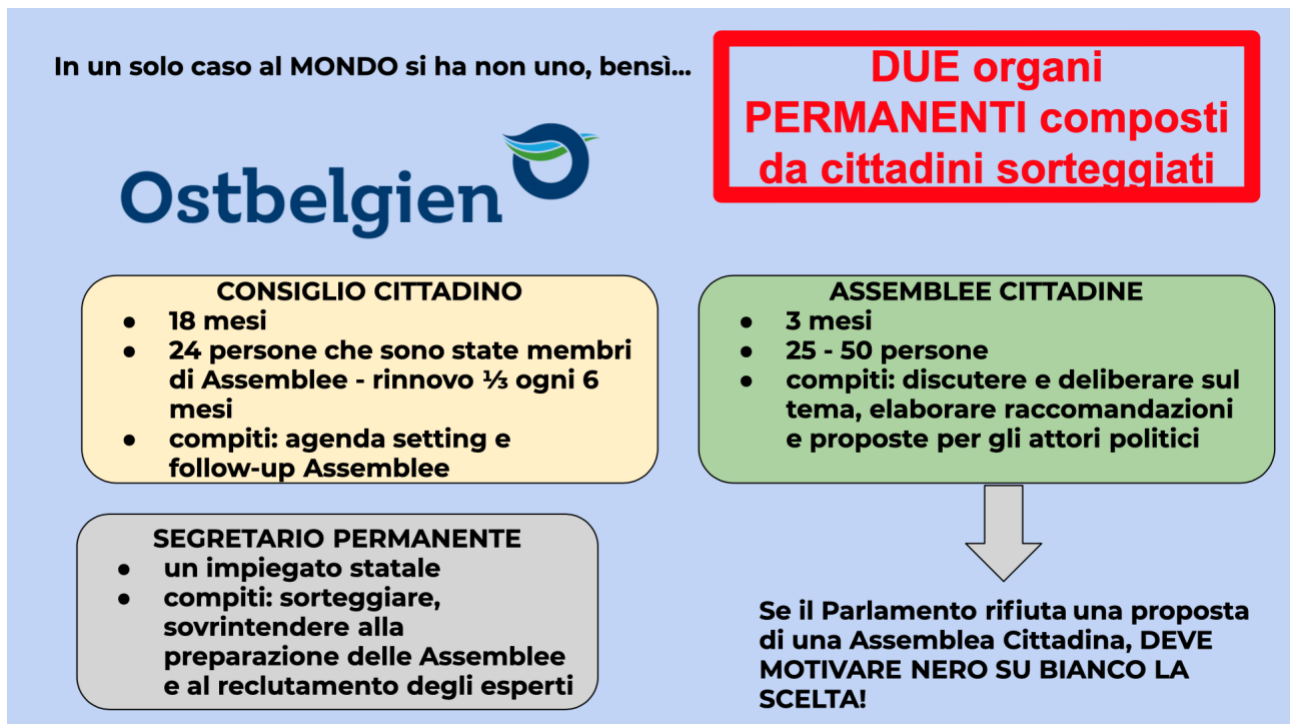 In un solo caso al MONDO si ha non uno, bensì...
DUE organi
PERMANENTI composti
da cittadini sorteggiati
Ostbelgien
CONSIGLIO CITTADINO
● 18 mesi
● 24 persone che sono state membri
di Assemblee - rinnovo ⅓ ogni 6
mesi
● compiti: agenda setting e
follow-up Assemblee
ASSEMBLEE CITTADINE
● 3 mesi
● 25 - 50 persone
● compiti: discutere e deliberare sul
tema, elaborare raccomandazioni
e proposte per gli attori politici
SEGRETARIO PERMANENTE
● un impiegato statale
● compiti: sorteggiare,
sovrintendere alla
preparazione delle Assemblee
e al reclutamento degli esperti
Se il Parlamento rifiuta una proposta
di una Assemblea Cittadina, DEVE
MOTIVARE NERO SU BIANCO LA
SCELTA!